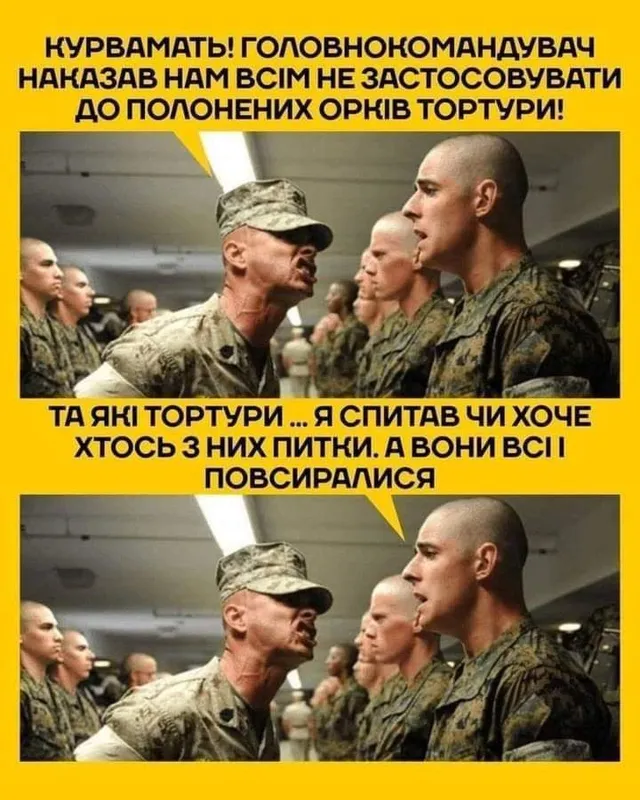 КУРВАМАТЬ! ГОЛОВНОКОМАНДУВАЧ
НАКАЗАВ НАМ ВСІМ НЕ ЗАСТОСОВУВАТИ
ДО ПОЛОНЕНИХ ОРКІВ ТОРТУРИ!
ТА ЯКІ ТОРТУРИ ... Я СПИТАВ ЧИ ХОЧЕ
ХТОСЬ З НИХ ПИТКИ. А ВОНИ ВСІ І
ПОВСИРАЛИСЯ